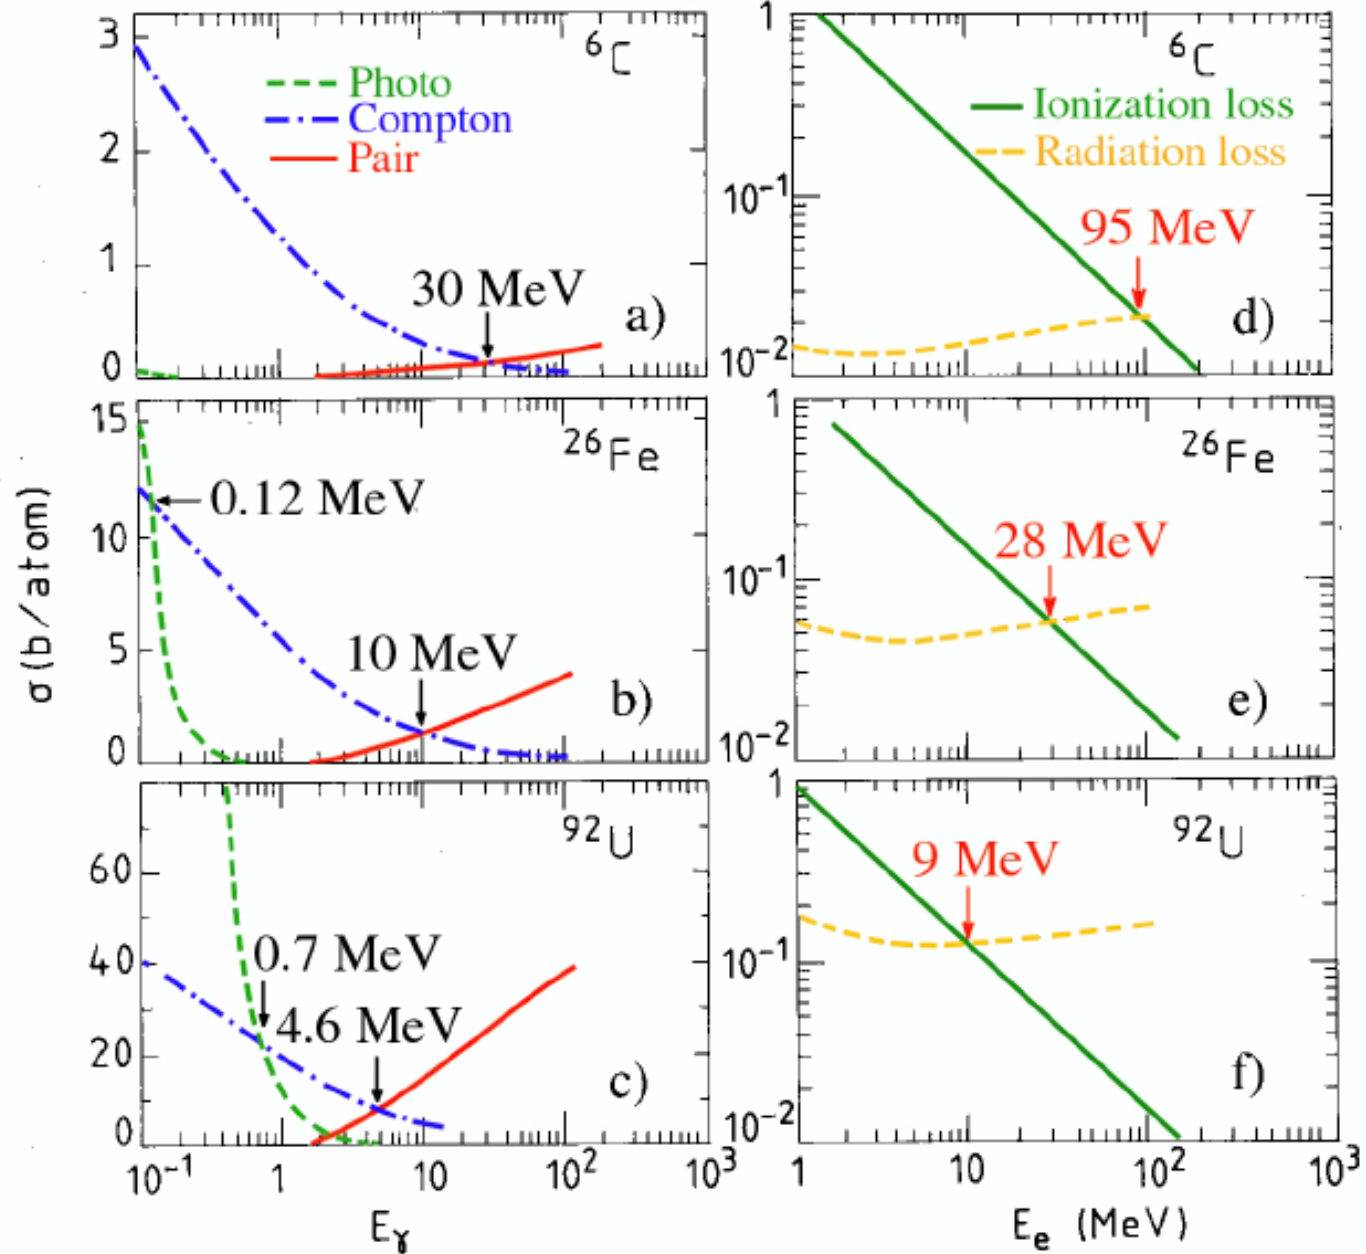 3
2
1
0
⁶C
Photo
Compton
Pair
30 MeV
a)
1
10⁻¹
10⁻²
⁶C
Ionization loss
Radiation loss
95 MeV
d)
σ (b/atom)
15
10
5
0
²⁶Fe
0.12 MeV
10 MeV
b)
1
10⁻¹
10⁻²
²⁶Fe
28 MeV
e)
60
40
20
0
⁹²U
0.7 MeV
4.6 MeV
c)
10⁻¹ 1 10 10² 10³
Eᵧ
1
10⁻¹
10⁻²
⁹²U
9 MeV
f)
1 10 10² 10³
Eₑ (MeV)